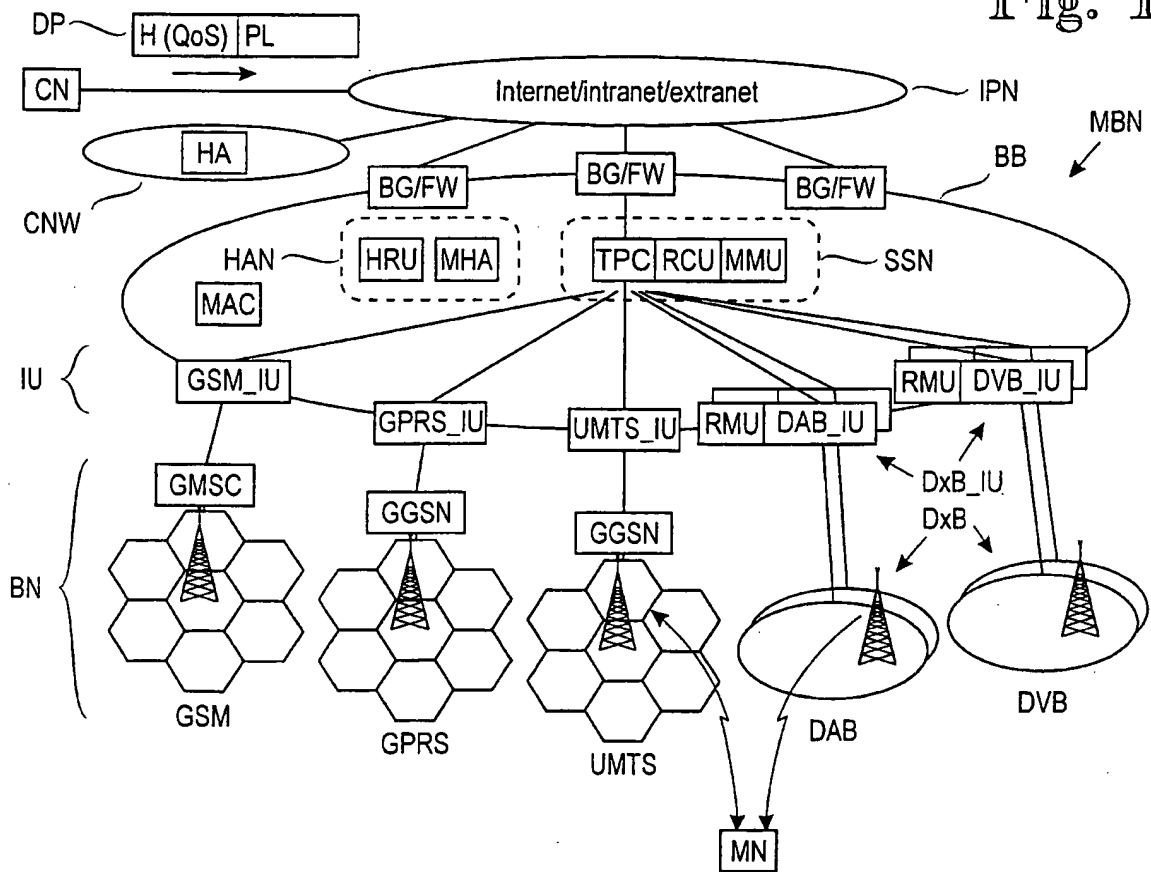 Fig. 1
DP
H (QoS) PL
CN
Internet/intranet/extranet
IPN
MBN
HA
CNW
BG/FW
BG/FW
BG/FW
BB
HAN
HRU
MHA
TPC RCU MMU
SSN
MAC
IU
GSM_IU
GPRS_IU
UMTS_IU
RMU DAB_IU
RMU DVB_IU
DxB_IU
DxB
BN
GMSC
GGSN
GGSN
GSM
GPRS
UMTS
DAB
DVB
MN